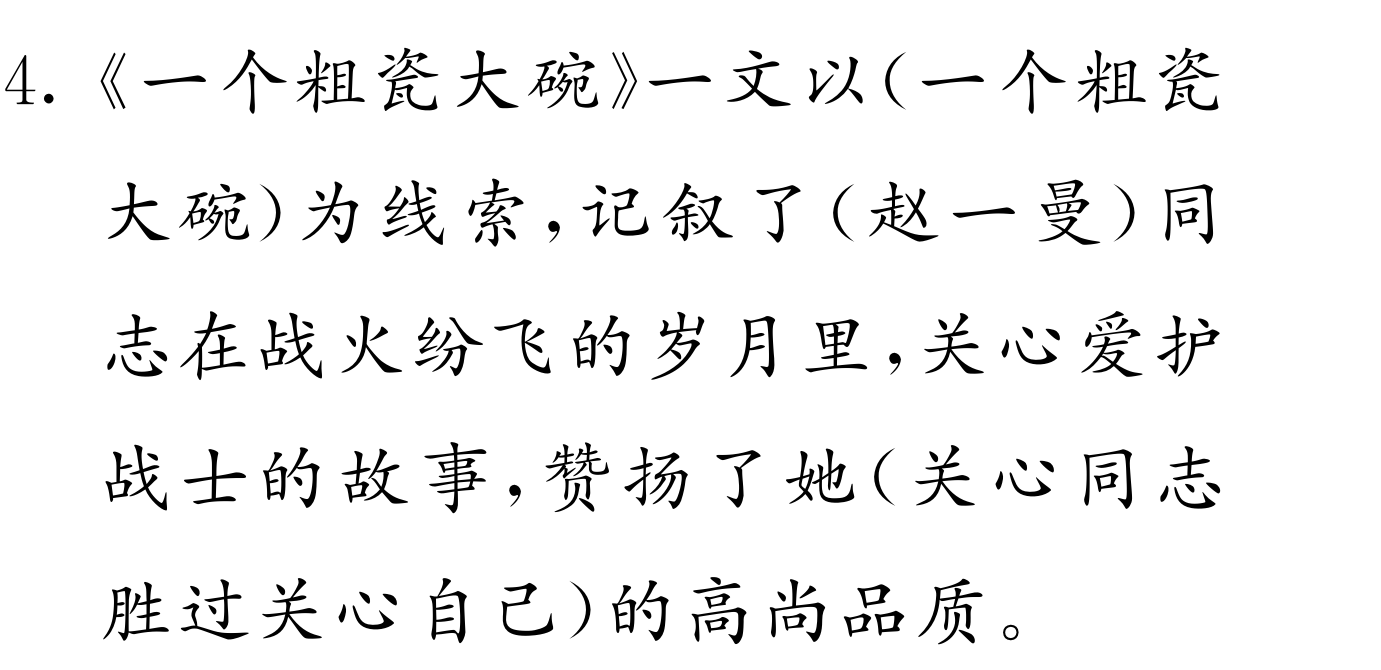 4. 《一个粗瓷大碗》一文以(一个粗瓷
大碗)为线索,记叙了(赵一曼)同
志在战火纷飞的岁月里,关心爱护
战士的故事,赞扬了她(关心同志
胜过关心自己)的高尚品质。